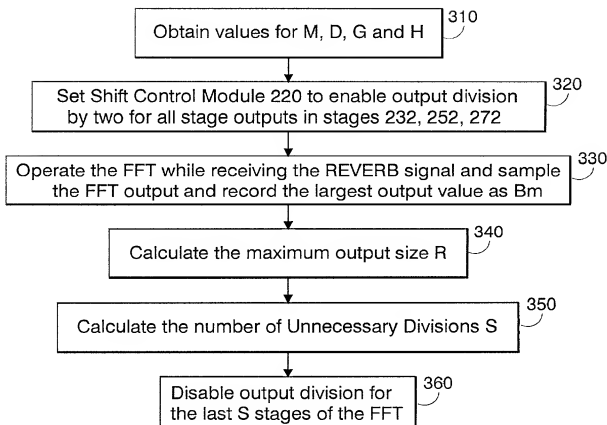 Obtain values for M, D, G and H
310
Set Shift Control Module 220 to enable output division
by two for all stage outputs in stages 232, 252, 272
320
Operate the FFT while receiving the REVERB signal and sample
the FFT output and record the largest output value as Bm
330
Calculate the maximum output size R
340
Calculate the number of Unnecessary Divisions S
350
Disable output division for
the last S stages of the FFT
360